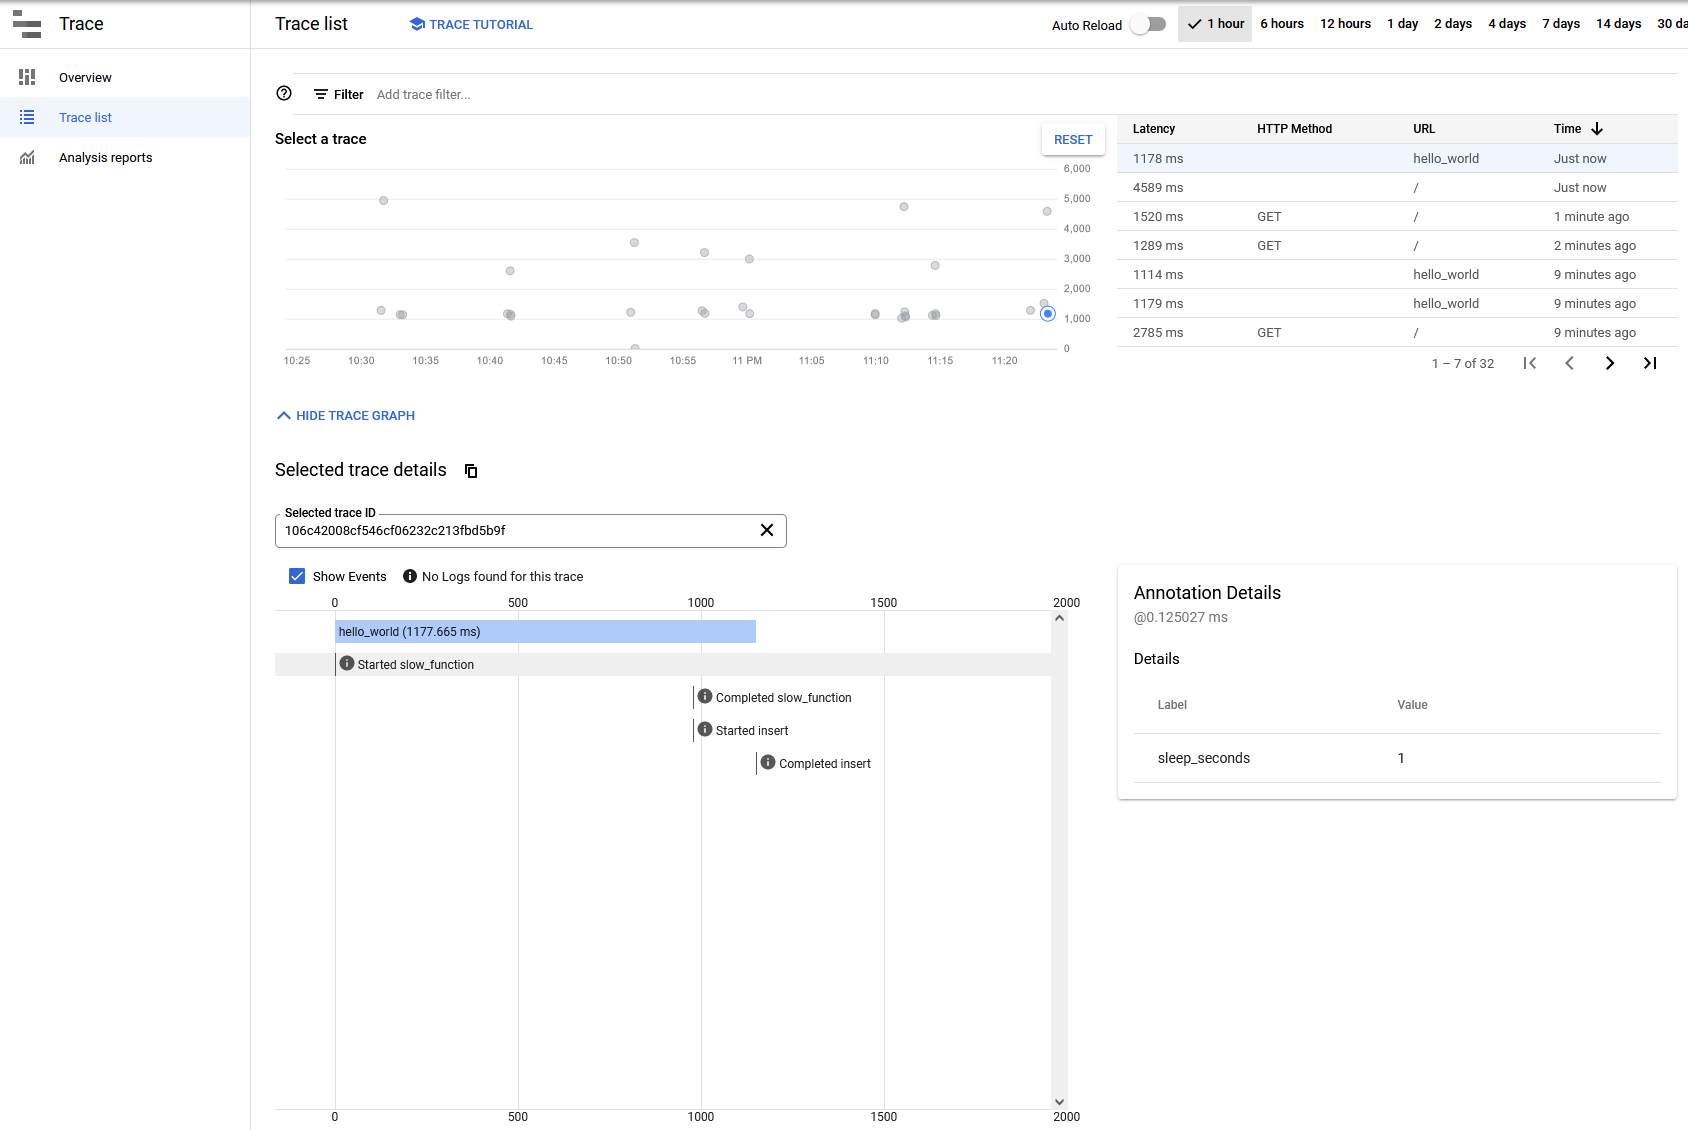 Trace
Overview
Trace list
Analysis reports
Trace list
TRACE TUTORIAL
Auto Reload
1 hour
6 hours
12 hours
1 day
2 days
4 days
7 days
14 days
30 da
Filter Add trace filter...
Select a trace
RESET
6,000
5,000
4,000
3,000
2,000
1,000
0
10:25 10:30 10:35 10:40 10:45 10:50 10:55 11 PM 11:05 11:10 11:15 11:20
Latency HTTP Method URL Time
1178 ms hello_world Just now
4589 ms / Just now
1520 ms GET / 1 minute ago
1289 ms GET / 2 minutes ago
1114 ms hello_world 9 minutes ago
1179 ms hello_world 9 minutes ago
2785 ms GET / 9 minutes ago
1 – 7 of 32
HIDE TRACE GRAPH
Selected trace details
Selected trace ID
106c42008cf546cf06232c213fbd5b9f
Show Events
No Logs found for this trace
0 500 1000 1500 2000
hello_world (1177.665 ms)
Started slow_function
Completed slow_function
Started insert
Completed insert
0 500 1000 1500 2000
Annotation Details
@0.125027 ms
Details
Label Value
sleep_seconds 1